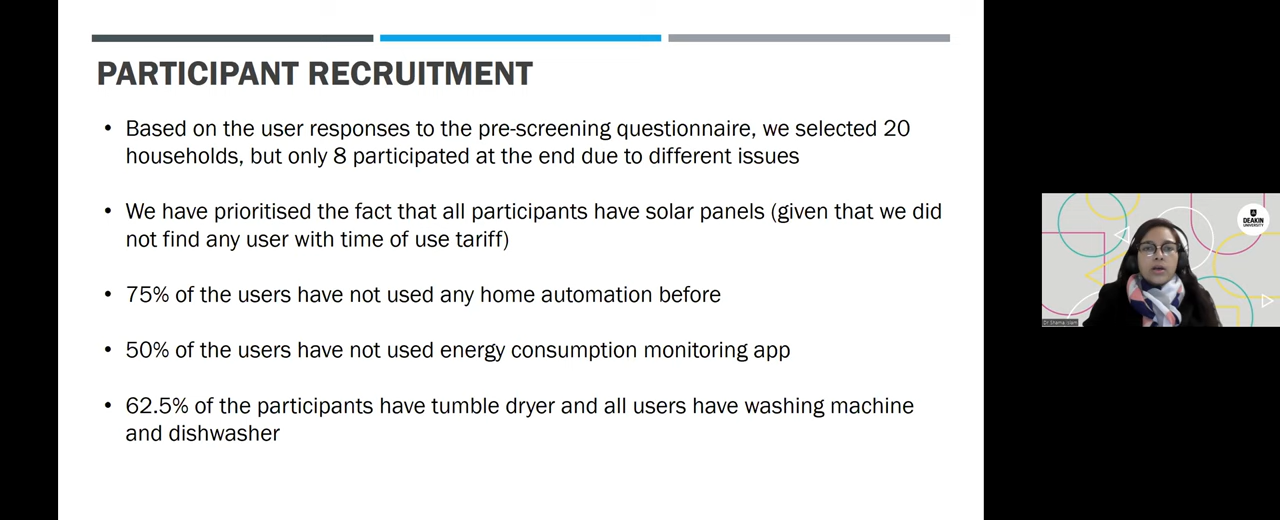 PARTICIPANT RECRUITMENT
• Based on the user responses to the pre-screening questionnaire, we selected 20
households, but only 8 participated at the end due to different issues
• We have prioritised the fact that all participants have solar panels (given that we did
not find any user with time of use tariff)
• 75% of the users have not used any home automation before
• 50% of the users have not used energy consumption monitoring app
• 62.5% of the participants have tumble dryer and all users have washing machine
and dishwasher
DEAKIN
UNIVERSITY